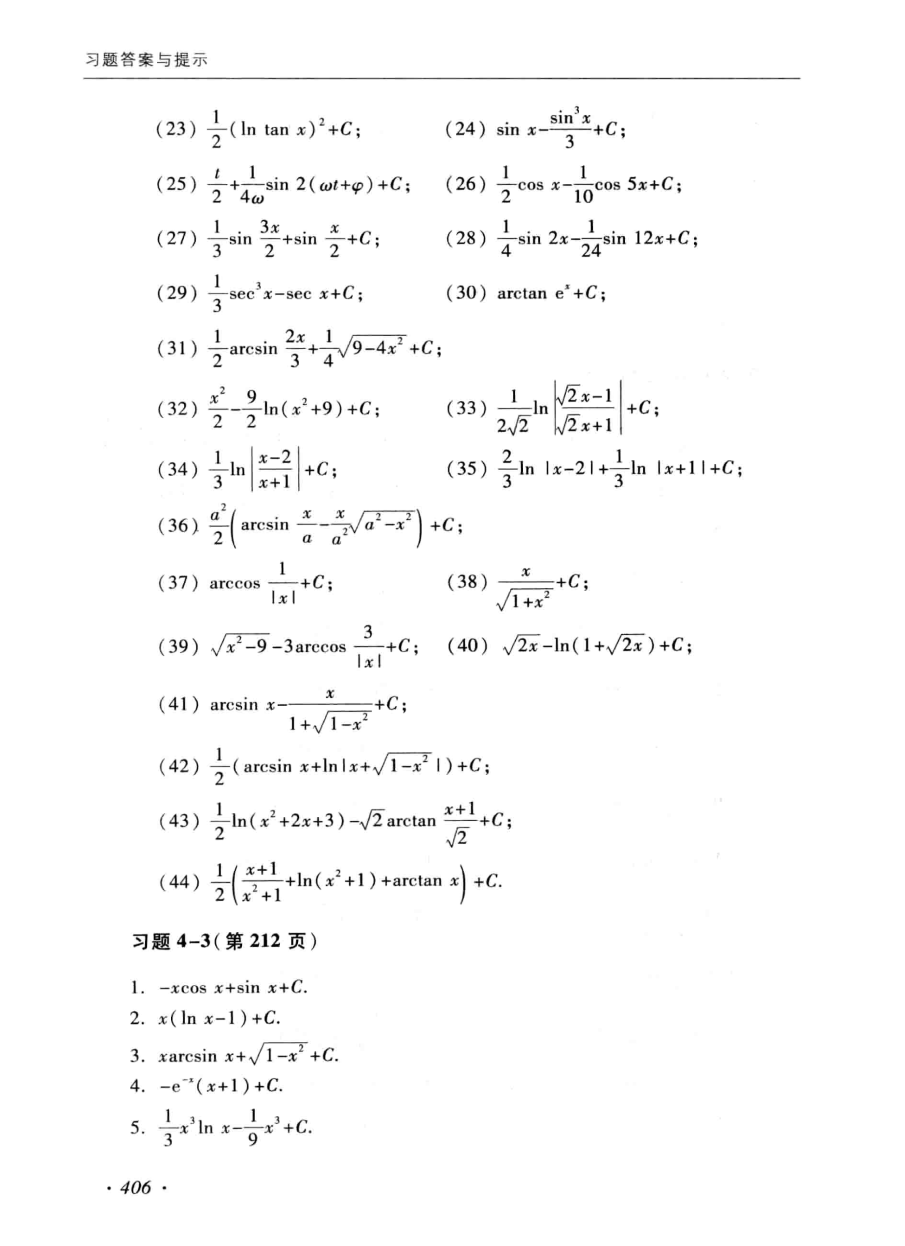 习题答案与提示
(23) $\frac{1}{2}(\ln \tan x)^2+C$; (24) $\sin x-\frac{\sin^3 x}{3}+C$;
(25) $\frac{t}{2}+\frac{1}{4\omega}\sin 2(\omega t+\varphi)+C$; (26) $\frac{1}{2}\cos x-\frac{1}{10}\cos 5x+C$;
(27) $\frac{1}{3}\sin \frac{3x}{2}+\sin \frac{x}{2}+C$; (28) $\frac{1}{4}\sin 2x-\frac{1}{24}\sin 12x+C$;
(29) $\frac{1}{3}\sec^3 x-\sec x+C$; (30) $\arctan e^x+C$;
(31) $\frac{1}{2}\arcsin \frac{2x}{3}+\frac{1}{4}\sqrt{9-4x^2}+C$;
(32) $\frac{x^2}{2}-\frac{9}{2}\ln(x^2+9)+C$; (33) $\frac{1}{2\sqrt{2}}\ln\left|\frac{\sqrt{2}x-1}{\sqrt{2}x+1}\right|+C$;
(34) $\frac{1}{3}\ln\left|\frac{x-2}{x+1}\right|+C$; (35) $\frac{2}{3}\ln|x-2|+\frac{1}{3}\ln|x+1|+C$;
(36) $\frac{a^2}{2}\left(\arcsin \frac{x}{a}-\frac{x}{a^2}\sqrt{a^2-x^2}\right)+C$;
(37) $\arccos \frac{1}{|x|}+C$; (38) $\frac{x}{\sqrt{1+x^2}}+C$;
(39) $\sqrt{x^2-9}-3\arccos \frac{3}{|x|}+C$; (40) $\sqrt{2x}-\ln(1+\sqrt{2x})+C$;
(41) $\arcsin x-\frac{x}{1+\sqrt{1-x^2}}+C$;
(42) $\frac{1}{2}(\arcsin x+\ln|x+\sqrt{1-x^2}|)+C$;
(43) $\frac{1}{2}\ln(x^2+2x+3)-\sqrt{2}\arctan \frac{x+1}{\sqrt{2}}+C$;
(44) $\frac{1}{2}\left(\frac{x+1}{x^2+1}+\ln(x^2+1)+\arctan x\right)+C$.
习题 4-3(第 212 页)
1. $-x\cos x+\sin x+C$.
2. $x(\ln x-1)+C$.
3. $x\arcsin x+\sqrt{1-x^2}+C$.
4. $-e^{-x}(x+1)+C$.
5. $\frac{1}{3}x^3\ln x-\frac{1}{9}x^3+C$.
· 406 ·